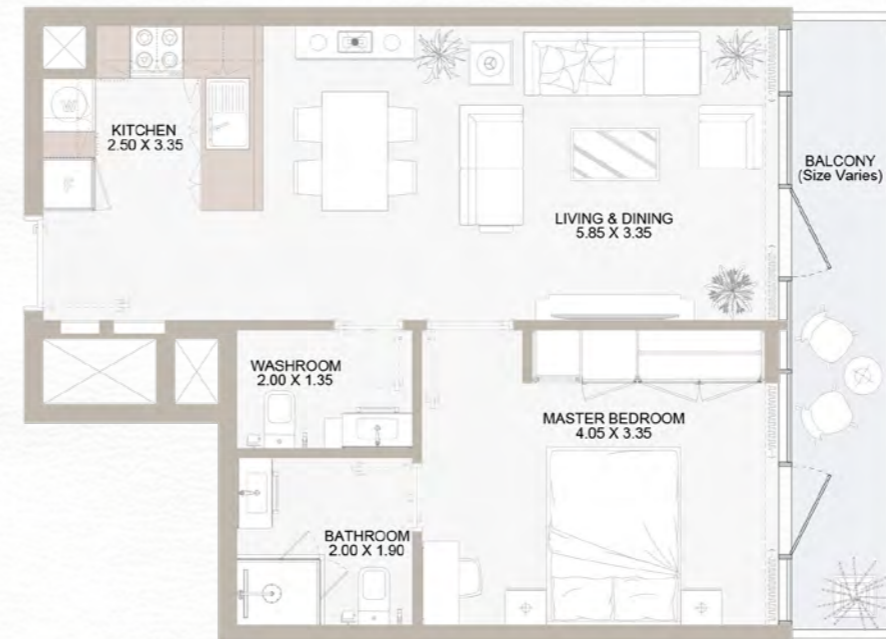 KITCHEN
2.50 X 3.35
BALCONY
(Size Varies)
LIVING & DINING
5.85 X 3.35
WASHROOM
2.00 X 1.35
MASTER BEDROOM
4.05 X 3.35
BATHROOM
2.00 X 1.90
W
F